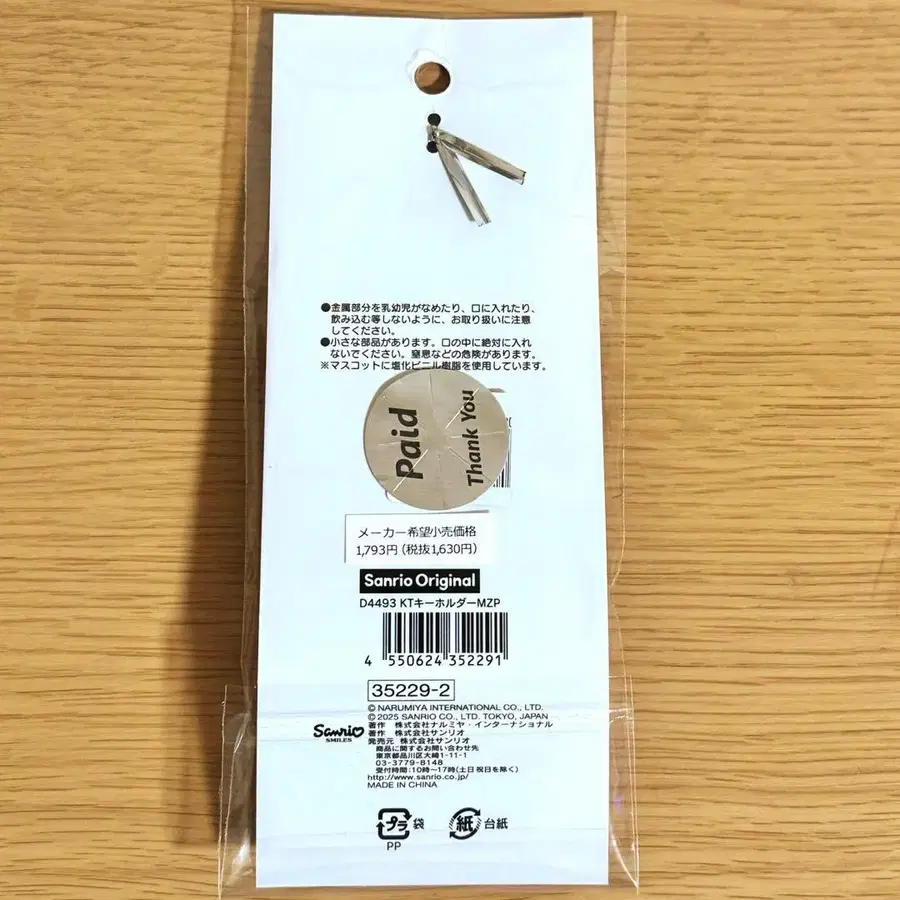 ●金属部分を乳幼児がなめたり、口に入れたり、
飲み込む等しないように、お取り扱いに注意
してください。
●小さな部品があります。口の中に絶対に入れ
ないでください。窒息などの危険があります。
※マスコットに塩化ビニル樹脂を使用しています。
Paid
Thank You
メーカー希望小売価格
1,793円(税抜1,630円)
Sanrio Original
D4493 KTキーホルダーMZP
4 550624 352291
35229-2
© NARUMIYA INTERNATIONAL CO., LTD.
© 2025 SANRIO CO., LTD. TOKYO, JAPAN
著作 株式会社ナルミヤ・インターナショナル
著作 株式会社サンリオ
発売元 株式会社サンリオ
Sanrio
SMILES
商品に関するお問い合わせ先
東京都品川区大崎1-11-1
03-3779-8148
受付時間:10時〜17時(土日祝日を除く)
http://www.sanrio.co.jp/
MADE IN CHINA
プラ 袋
PP
紙 台紙